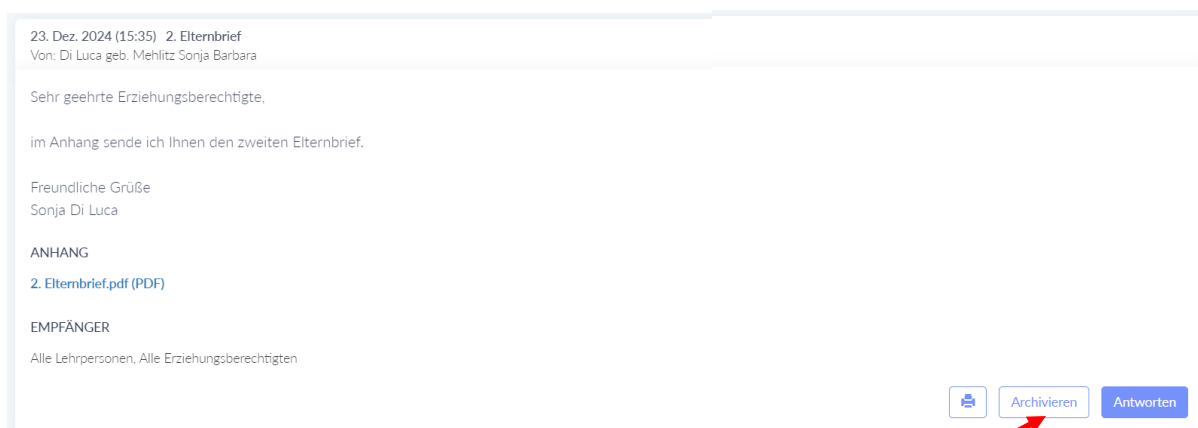 23. Dez. 2024 (15:35) 2. Elternbrief
Von: Di Luca geb. Mehlitz Sonja Barbara
Sehr geehrte Erziehungsberechtigte,
im Anhang sende ich Ihnen den zweiten Elternbrief.
Freundliche Grüße
Sonja Di Luca
ANHANG
2. Elternbrief.pdf (PDF)
EMPFÄNGER
Alle Lehrpersonen, Alle Erziehungsberechtigten
Archivieren Antworten